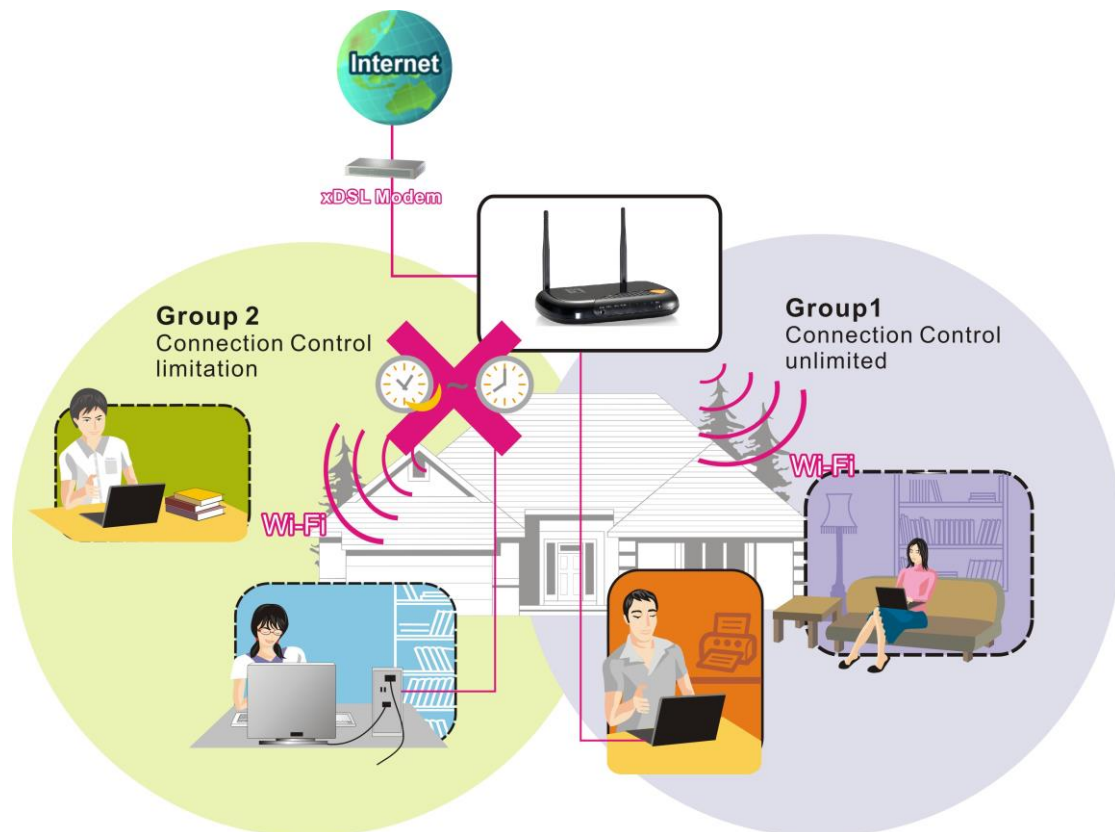 Internet
xDSL Modem
Group 2
Connection Control
limitation
Group1
Connection Control
unlimited
Wi-Fi
Wi-Fi